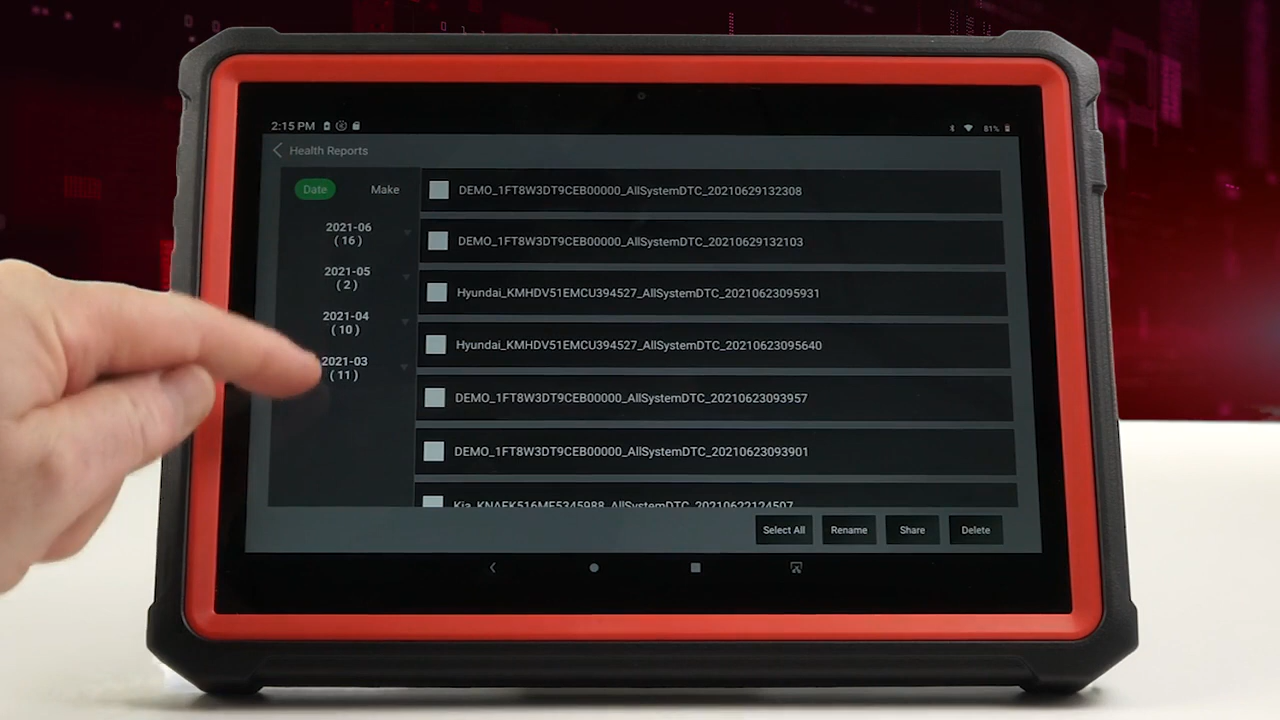 2:15 PM
81%
Health Reports
Date
Make
2021-06
( 16 )
2021-05
( 2 )
2021-04
( 10 )
2021-03
( 11 )
DEMO_1FT8W3DT9CEB00000_AllSystemDTC_20210629132308
DEMO_1FT8W3DT9CEB00000_AllSystemDTC_20210629132103
Hyundai_KMHDV51EMCU394527_AllSystemDTC_20210623095931
Hyundai_KMHDV51EMCU394527_AllSystemDTC_20210623095640
DEMO_1FT8W3DT9CEB00000_AllSystemDTC_20210623093957
DEMO_1FT8W3DT9CEB00000_AllSystemDTC_20210623093901
Select All
Rename
Share
Delete